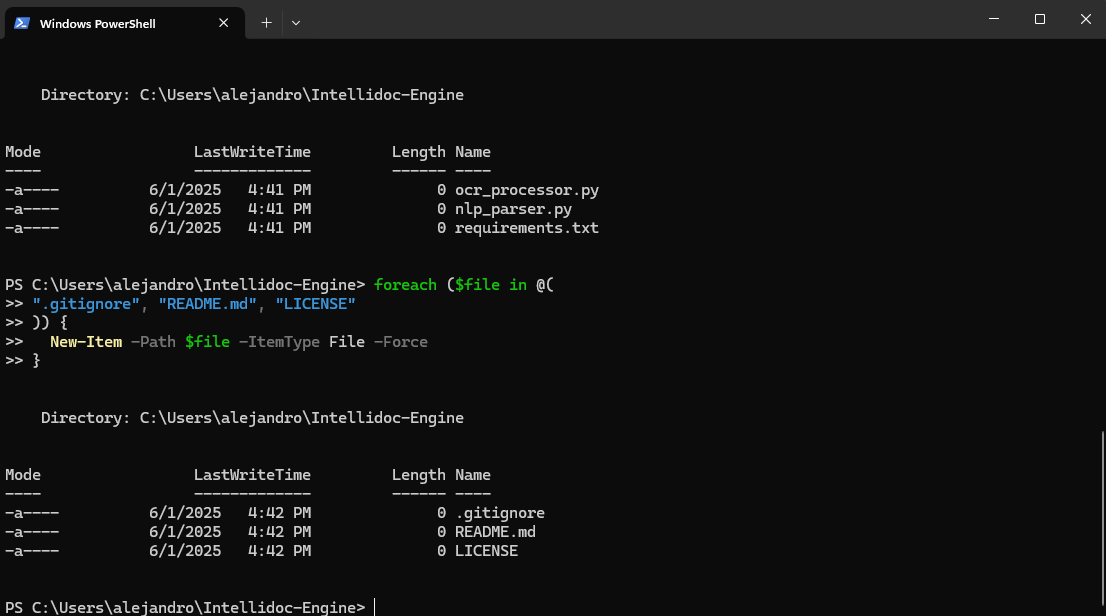 Windows PowerShell
Directory: C:\Users\alejandro\Intellidoc-Engine
Mode                 LastWriteTime         Length Name
----                 -------------         ------ ----
-a----          6/1/2025   4:41 PM              0 ocr_processor.py
-a----          6/1/2025   4:41 PM              0 nlp_parser.py
-a----          6/1/2025   4:41 PM              0 requirements.txt
PS C:\Users\alejandro\Intellidoc-Engine> foreach ($file in @(
>> ".gitignore", "README.md", "LICENSE"
>> )) {
>>   New-Item -Path $file -ItemType File -Force
>> }
Directory: C:\Users\alejandro\Intellidoc-Engine
Mode                 LastWriteTime         Length Name
----                 -------------         ------ ----
-a----          6/1/2025   4:42 PM              0 .gitignore
-a----          6/1/2025   4:42 PM              0 README.md
-a----          6/1/2025   4:42 PM              0 LICENSE
PS C:\Users\alejandro\Intellidoc-Engine>